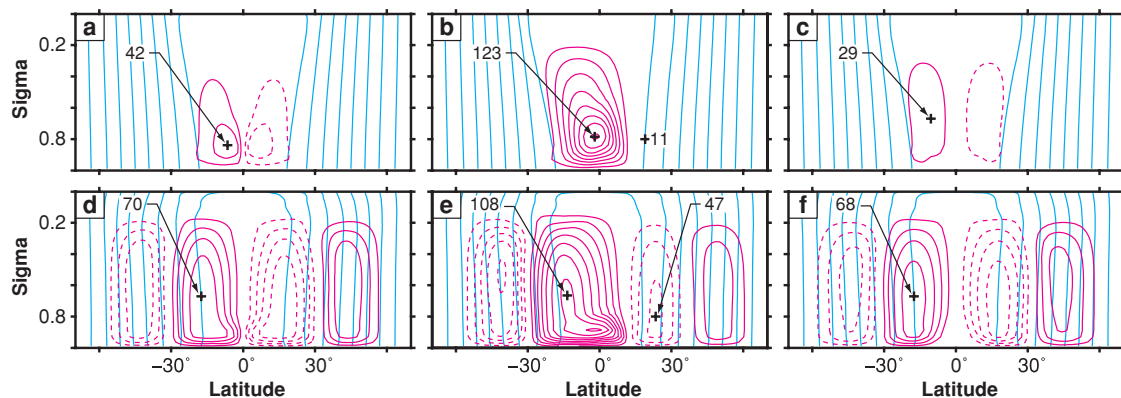 a b c
0.2
42 123 29
Sigma
0.8 11
d 70 e 108 47 f 68
0.2
Sigma
0.8
−30° 0 30° −30° 0 30° −30° 0 30°
Latitude Latitude Latitude